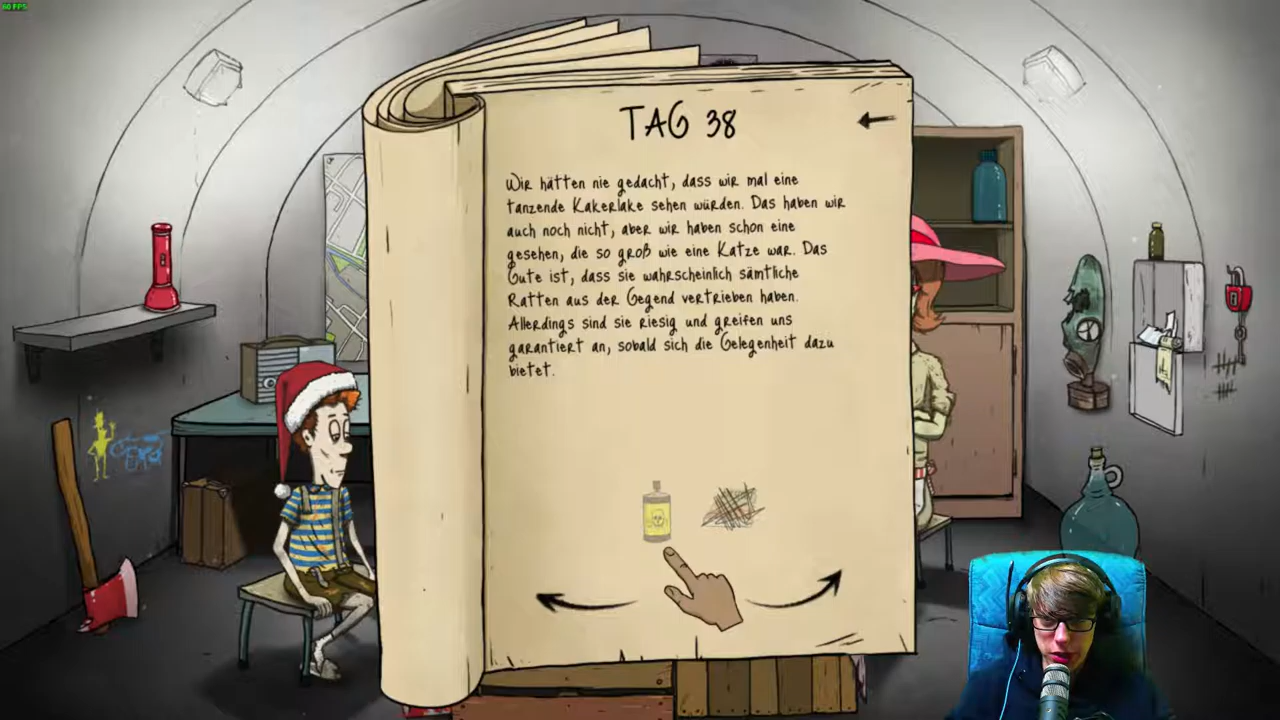 60 FPS
TAG 38
Wir hätten nie gedacht, dass wir mal eine
tanzende Kakerlake sehen würden. Das haben wir
auch noch nicht, aber wir haben schon eine
gesehen, die so groß wie eine Katze war. Das
Gute ist, dass sie wahrscheinlich sämtliche
Ratten aus der Gegend vertrieben haben.
Allerdings sind sie riesig und greifen uns
garantiert an, sobald sich die Gelegenheit dazu
bietet.